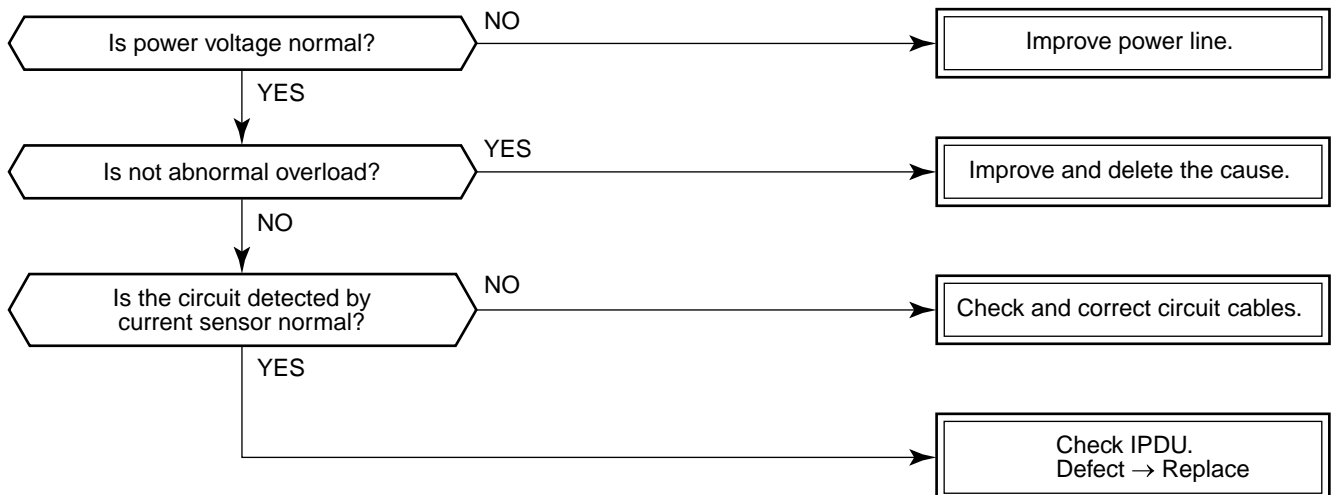 Is power voltage normal?
NO
Improve power line.
YES
Is not abnormal overload?
YES
Improve and delete the cause.
NO
Is the circuit detected by
current sensor normal?
NO
Check and correct circuit cables.
YES
Check IPDU.
Defect → Replace